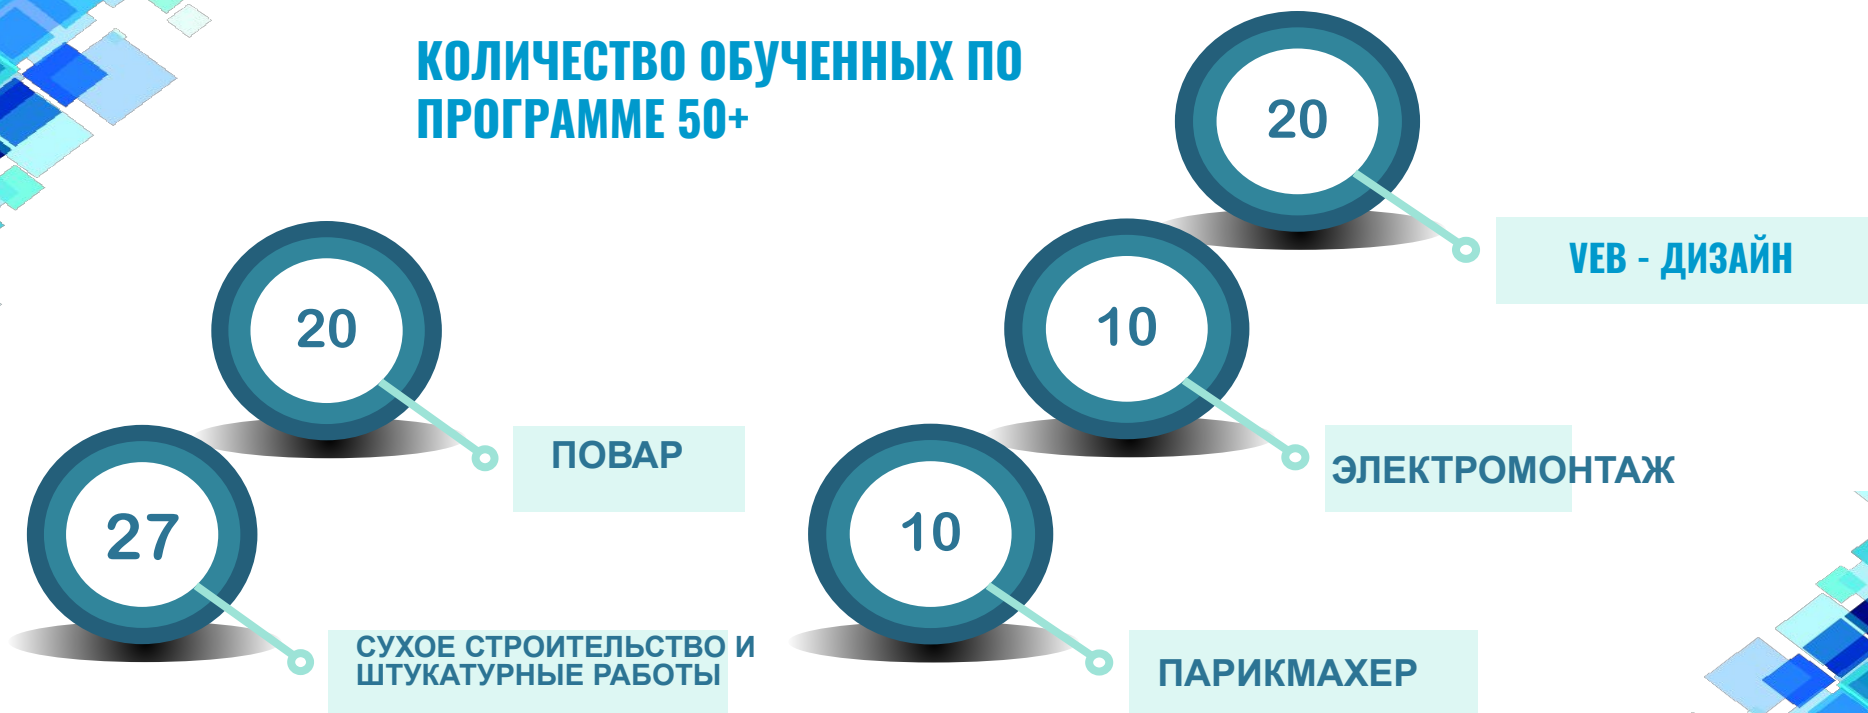 КОЛИЧЕСТВО ОБУЧЕННЫХ ПО
ПРОГРАММЕ 50+
20
VEB - ДИЗАЙН
20
ПОВАР
10
ЭЛЕКТРОМОНТАЖ
27
СУХОЕ СТРОИТЕЛЬСТВО И
ШТУКАТУРНЫЕ РАБОТЫ
10
ПАРИКМАХЕР